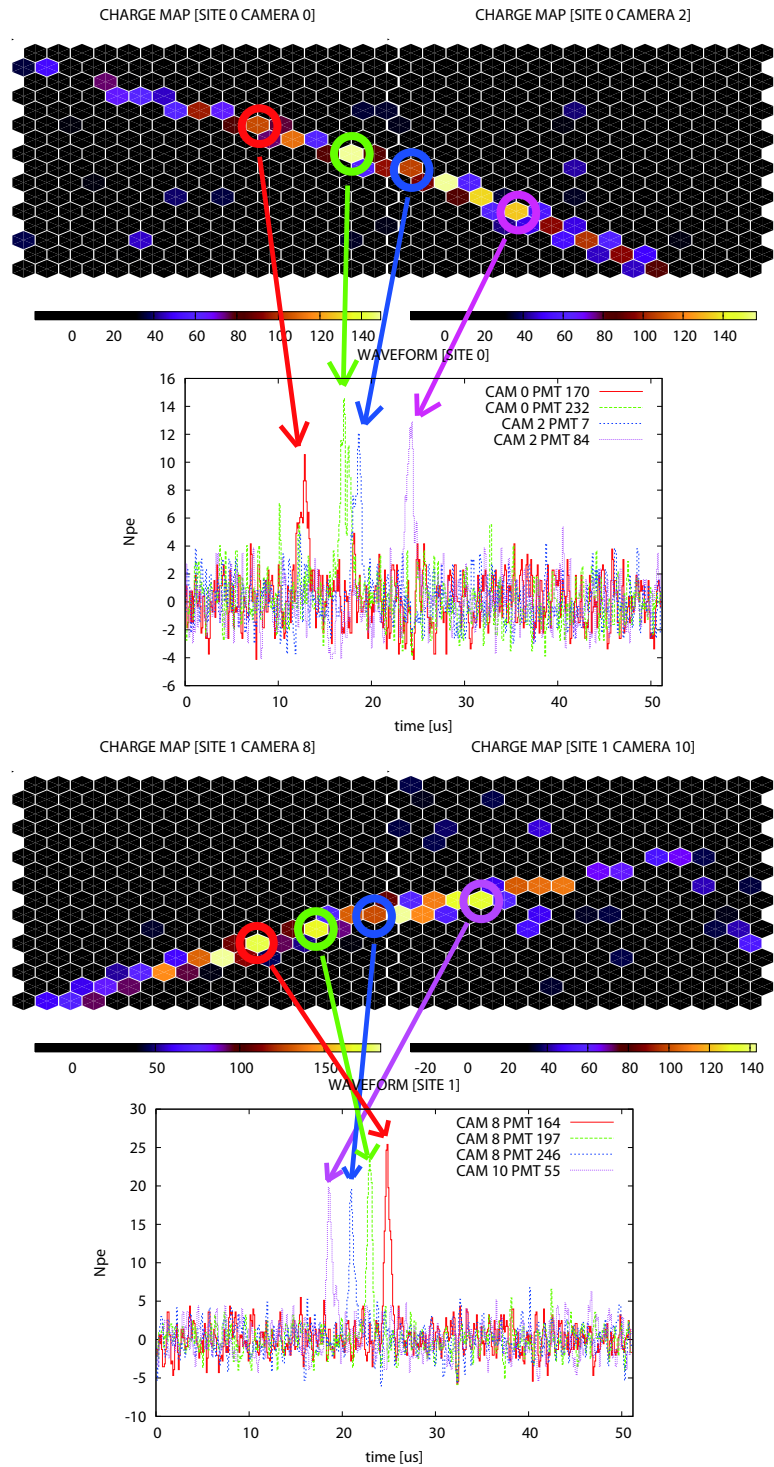 CHARGE MAP [SITE 0 CAMERA 0] CHARGE MAP [SITE 0 CAMERA 2]
0 20 40 60 80 100 120 140 0 20 40 60 80 100 120 140
WAVEFORM [SITE 0]
16
14
12
10
8
6
4
2
0
-2
-4
-6
Npe
CAM 0 PMT 170
CAM 0 PMT 232
CAM 2 PMT 7
CAM 2 PMT 84
0 10 20 30 40 50
time [us]
CHARGE MAP [SITE 1 CAMERA 8] CHARGE MAP [SITE 1 CAMERA 10]
0 50 100 150 -20 0 20 40 60 80 100 120 140
WAVEFORM [SITE 1]
30
25
20
15
10
5
0
-5
-10
Npe
CAM 8 PMT 164
CAM 8 PMT 197
CAM 8 PMT 246
CAM 10 PMT 55
0 10 20 30 40 50
time [us]